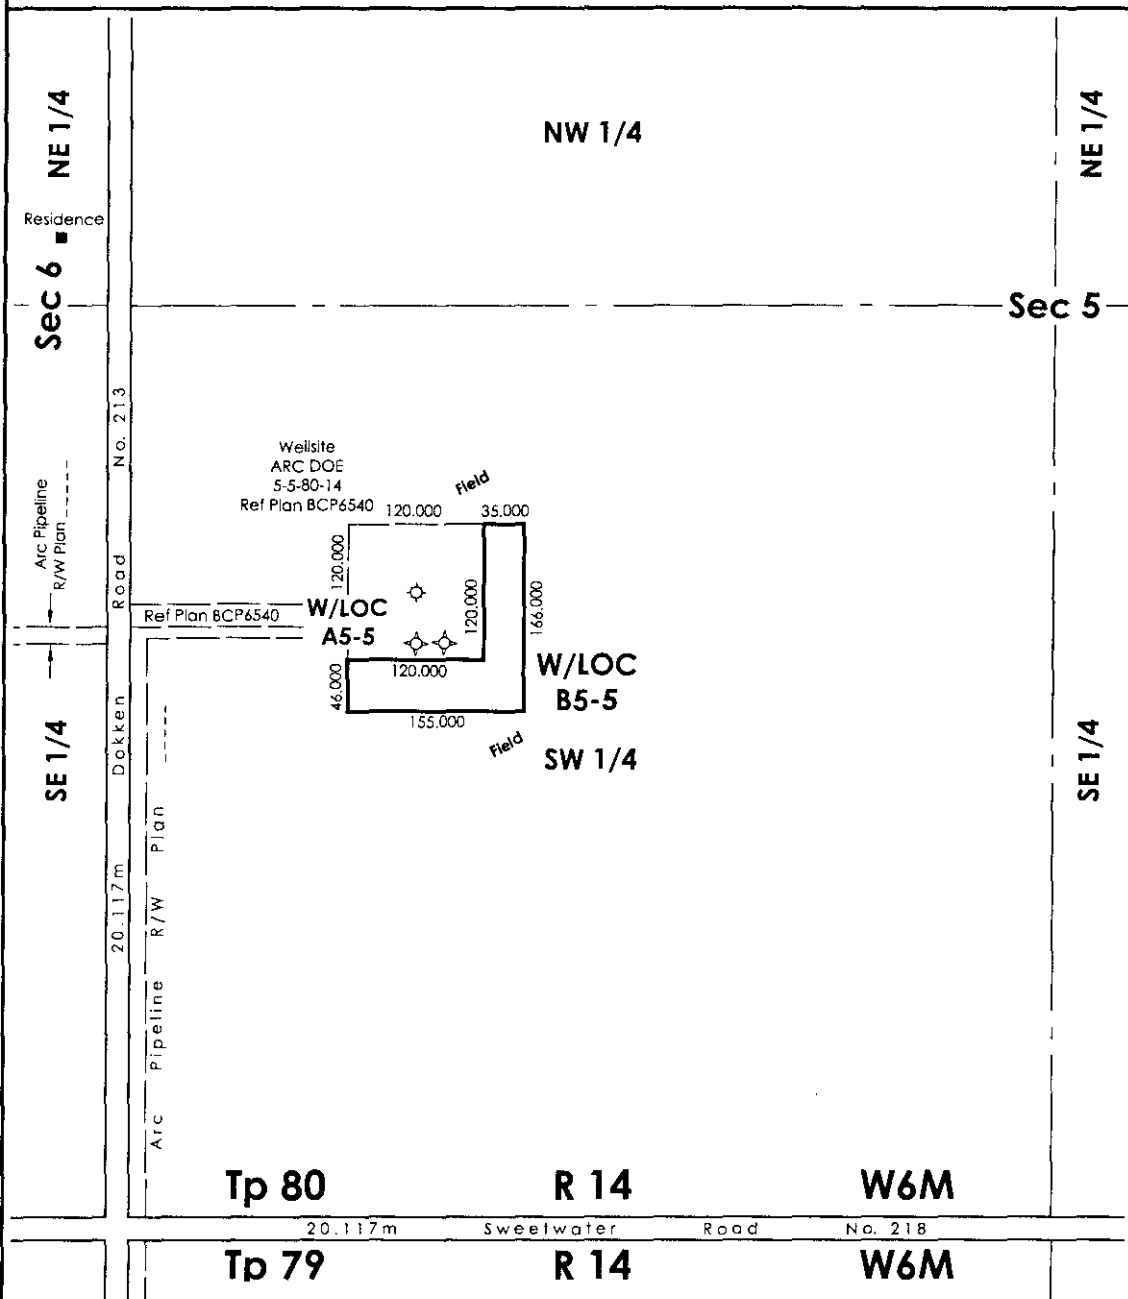 NE 1/4
NW 1/4
NE 1/4
Residence
Sec 6
Sec 5
No. 213
Road
Dokken
20.117m
Wellsite
ARC DOE
5-5-80-14
Ref Plan BCP6540
Field
120.000
35.000
Arc Pipeline
R/W Plan
120.000
120.000
166.000
Ref Plan BCP6540
W/LOC
A5-5
120.000
W/LOC
B5-5
46.000
155.000
Field
SW 1/4
SE 1/4
SE 1/4
Arc Pipeline R/W Plan
Tp 80 R 14 W6M
20.117m Sweetwater Road No. 218
Tp 79 R 14 W6M